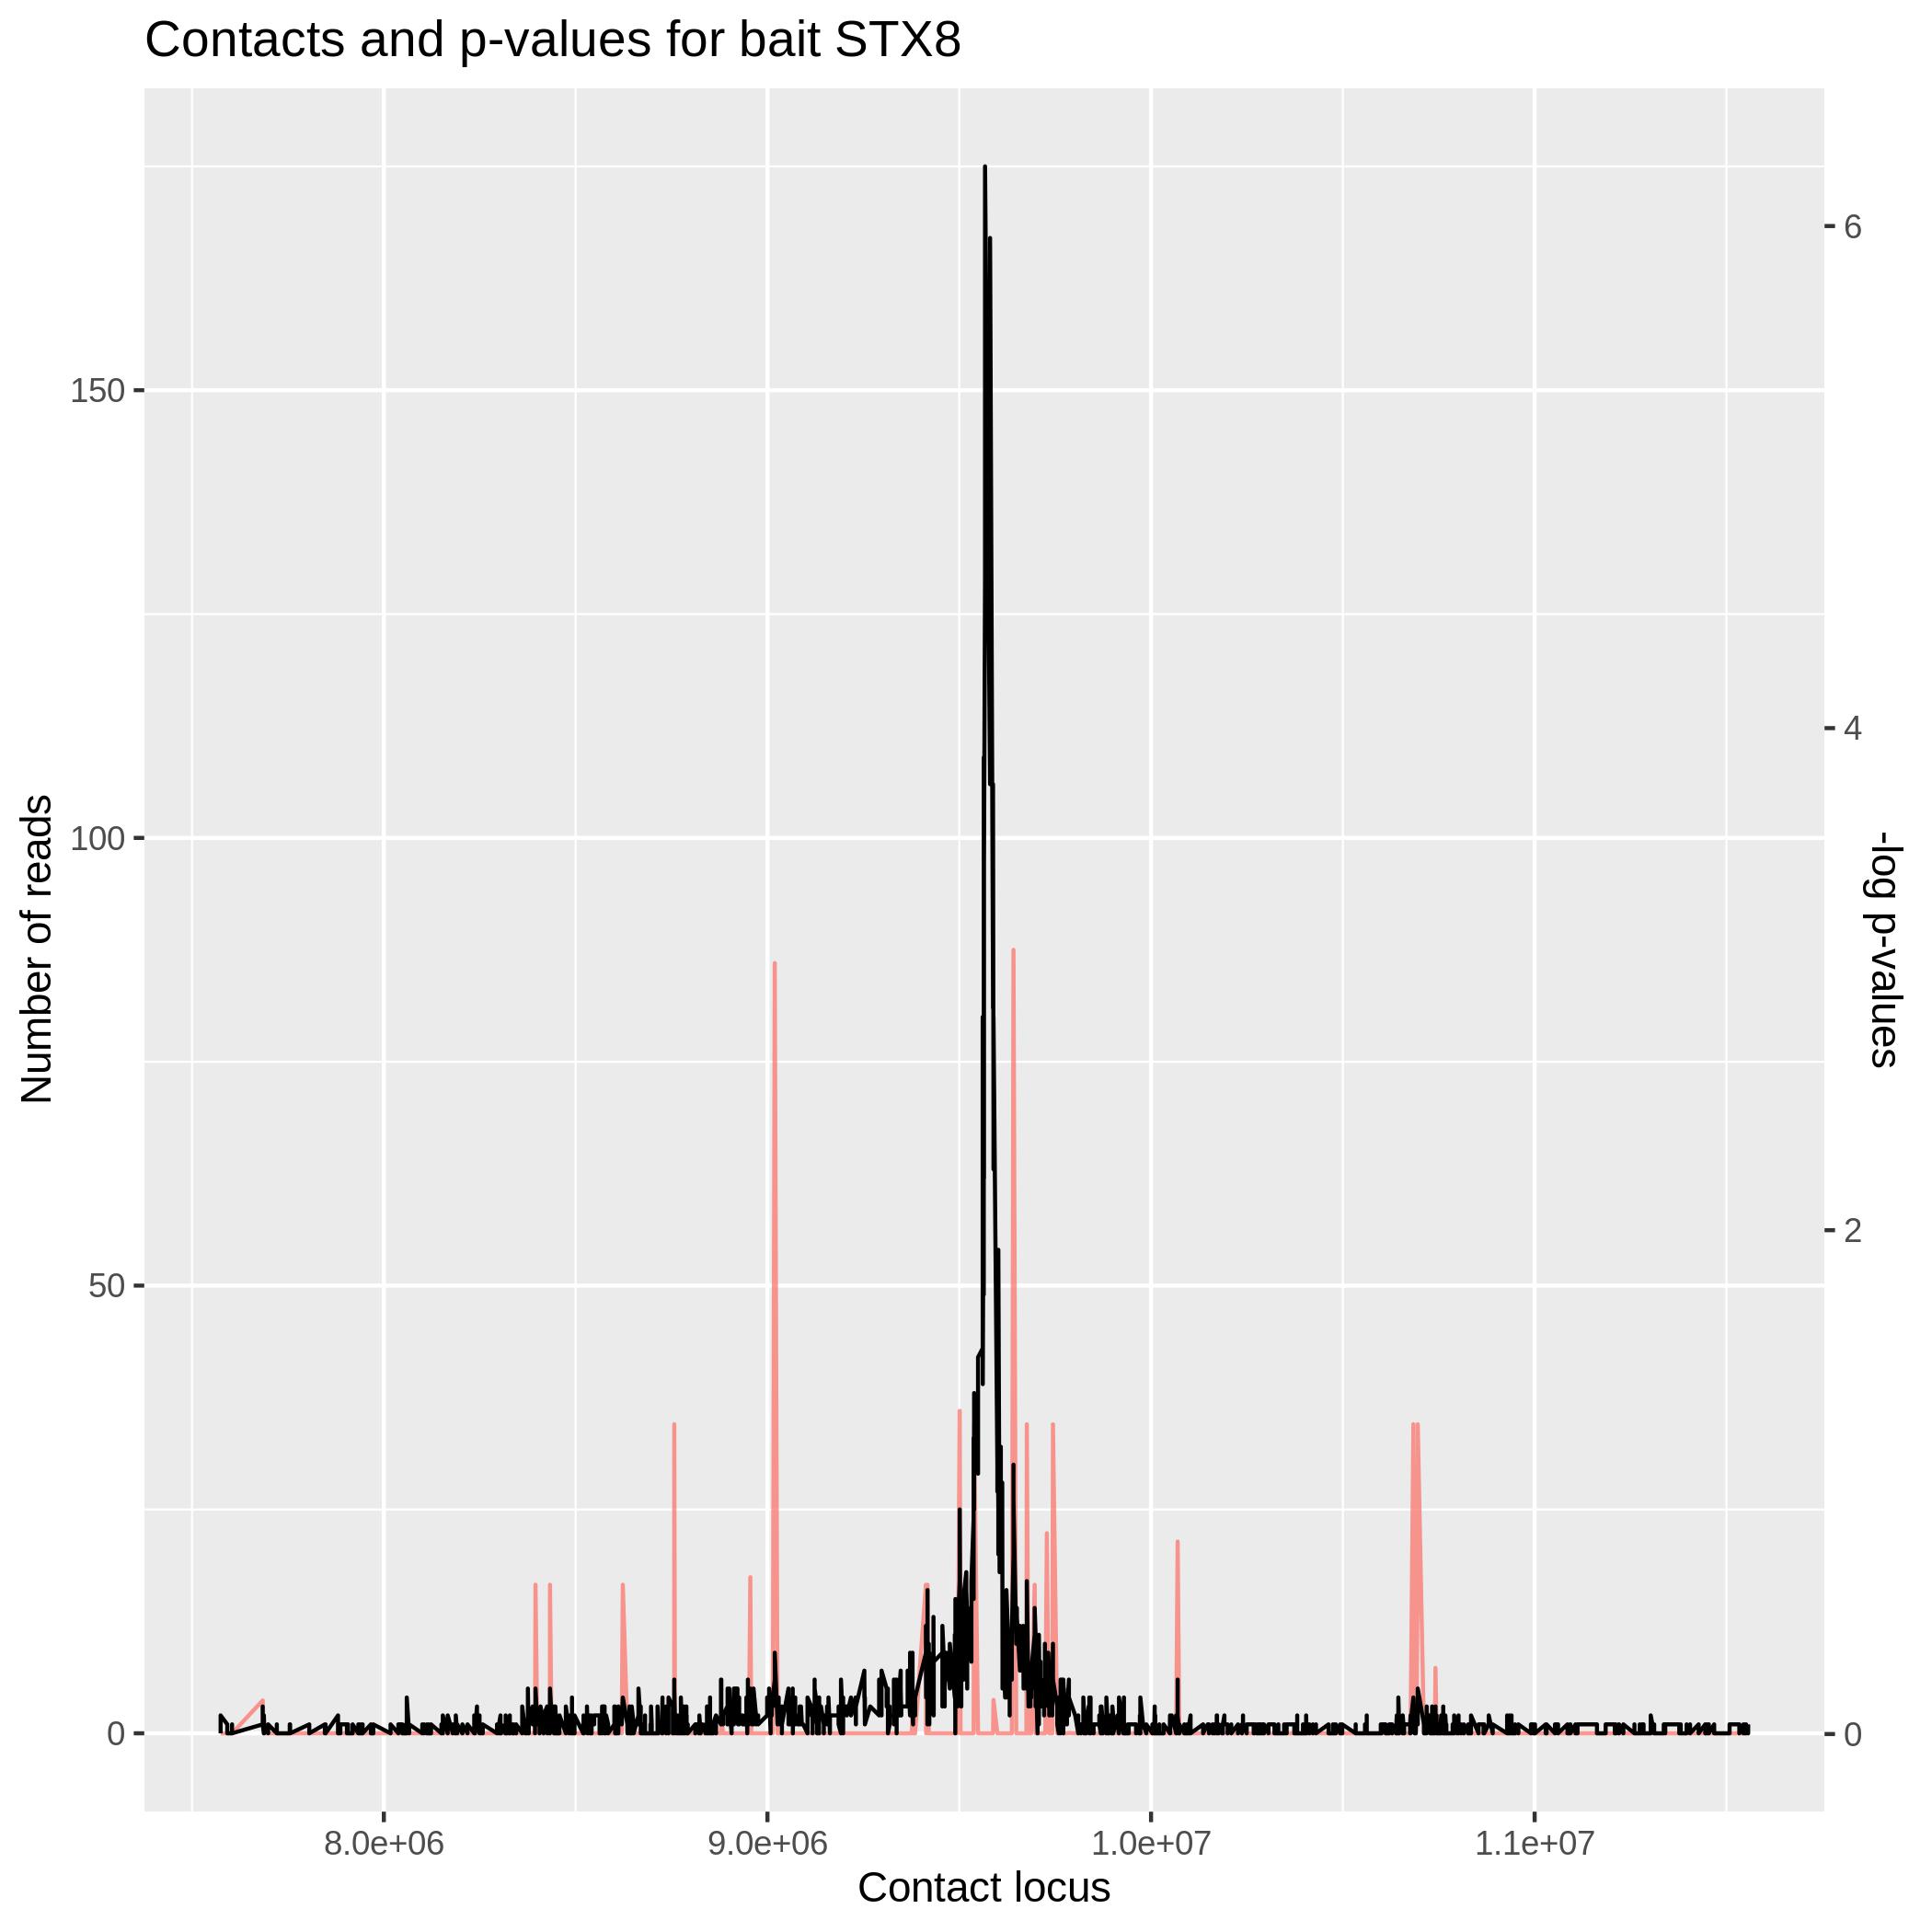 Contacts and p-values for bait STX8
Number of reads
150
100
50
0
6
4
2
0
-log p-values
8.0e+06
9.0e+06
1.0e+07
1.1e+07
Contact locus